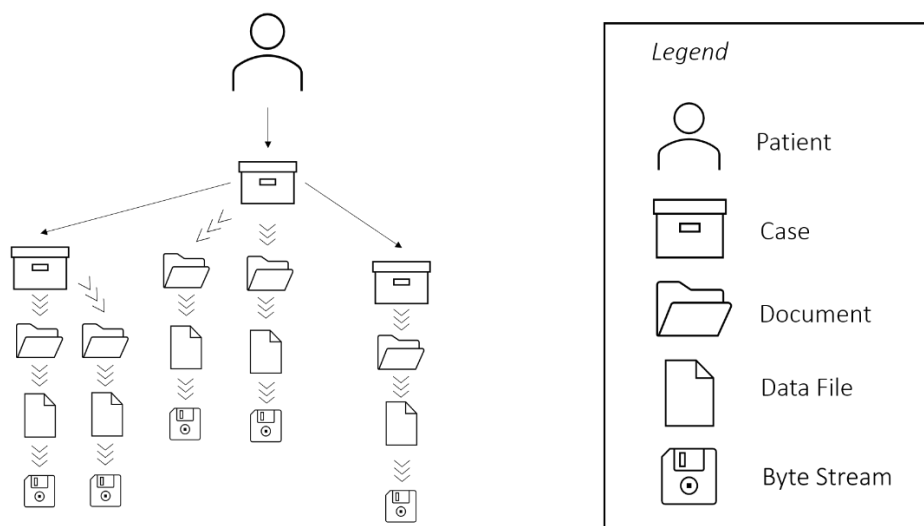 Legend
Patient
Case
Document
Data File
Byte Stream